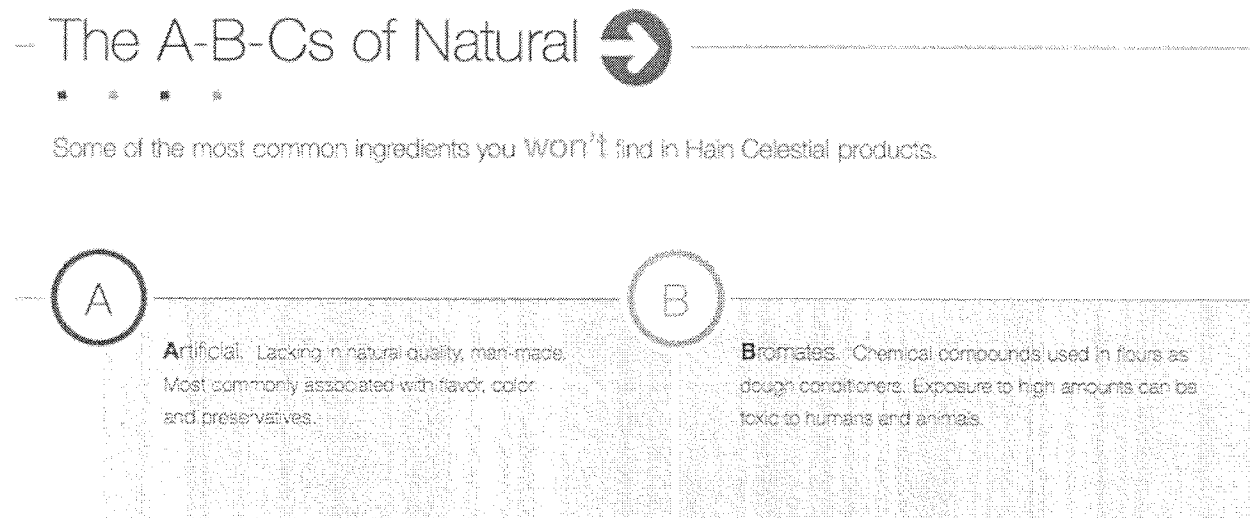 The A-B-Cs of Natural
Some of the most common ingredients you won't find in Hain Celestial products.
A
Artificial. Lacking in natural quality, man-made.
Most commonly associated with flavor, color
and preservatives.
B
Bromates. Chemical compounds used in flours as
dough conditioners. Exposure to high amounts can be
toxic to humans and animals.